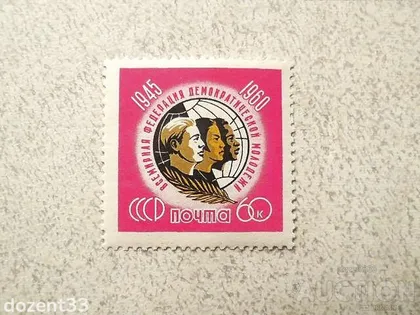 1945 1960
ВСЕМИРНАЯ ФЕДЕРАЦИЯ ДЕМОКРАТИЧЕСКОЙ МОЛОДЕЖИ
СССР ПОЧТА 60К
dozent33